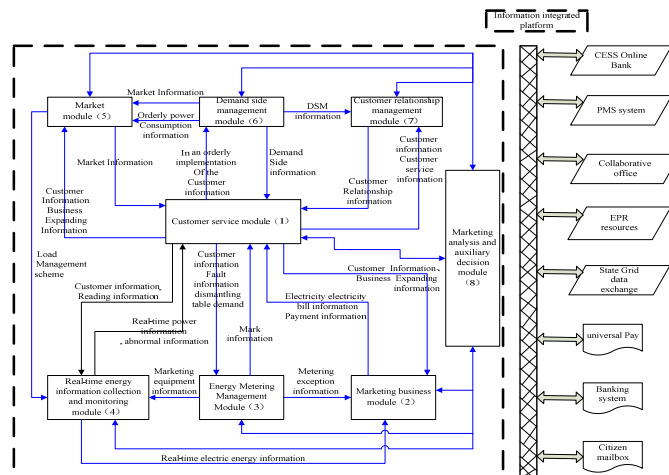 Information integrated
platform
CESS Online
Bank
PMS system
Collaborative
office
EPR
resources
State Grid
data
exchange
universal Pay
Banking
system
Citizen
mailbox
Market Information
Market
module（5）
Orderly power
Consumption
information
Demand side
management
module（6）
DSM
information
Customer relationship
management
module（7）
Market Information
In an orderly
implementation
Of the
Customer
information
Demand
Side
information
Customer
Relationship
information
Customer
information、
Customer
service
information
Customer
Information
Business
Expanding
Information
Customer service module（1）
Marketing
analysis and
auxiliary
decision
module
（8）
Load
Management
scheme
Customer information、
Reading information
Customer
information
Fault
information
dismantling
table demand
Customer Information、
Business Expanding
information
Electricity electricity
bill information
Payment information
Real-time power
information
, abnormal information
Mark
information
Real-time energy
information collection
and monitoring
module（4）
Marketing
equipment
information
Energy Metering
Management
Module（3）
Metering
exception
information
Marketing business
module（2）
Real-time electric energy information